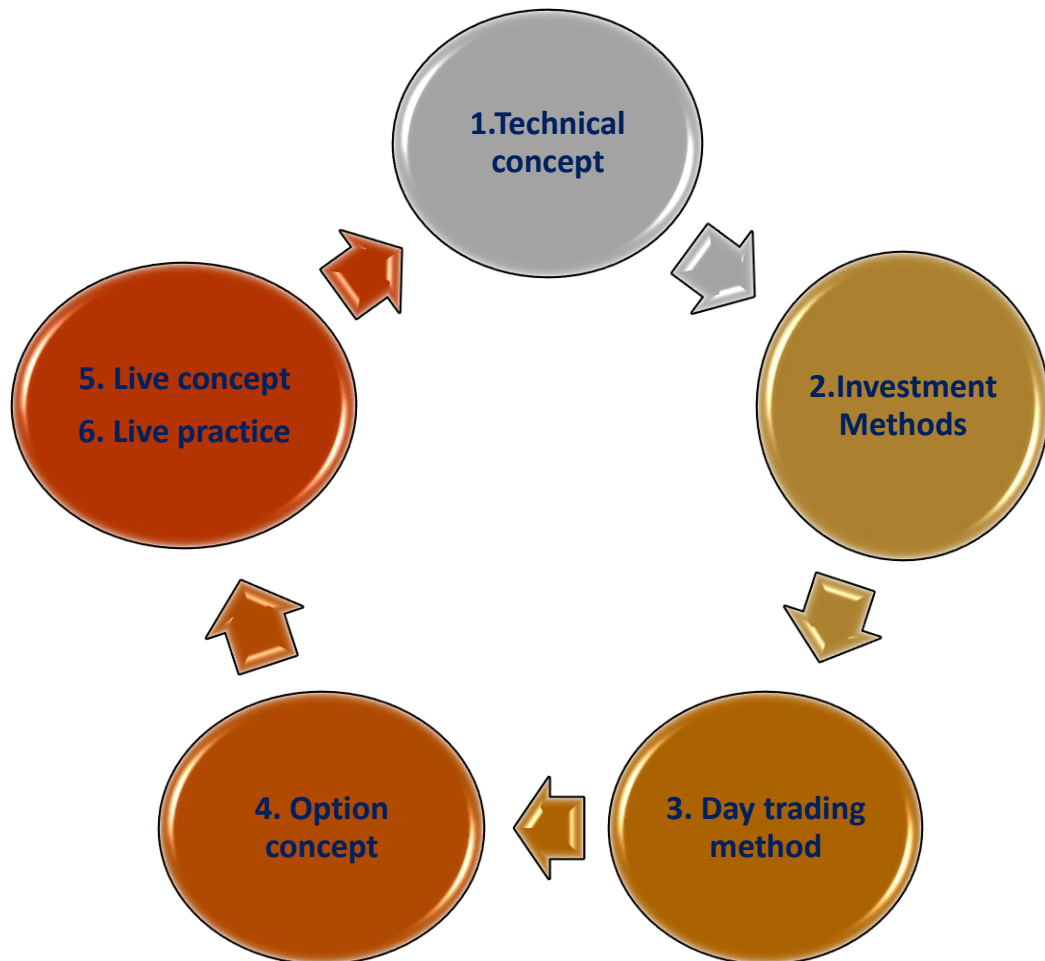 1.Technical
concept
2.Investment
Methods
3. Day trading
method
4. Option
concept
5. Live concept
6. Live practice